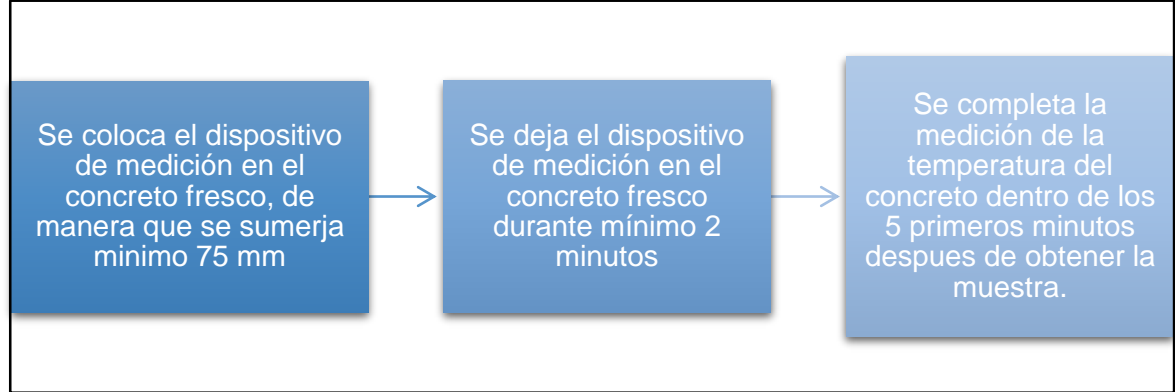 Se coloca el dispositivo
de medición en el
concreto fresco, de
manera que se sumerja
minimo 75 mm
Se deja el dispositivo
de medición en el
concreto fresco
durante mínimo 2
minutos
Se completa la
medición de la
temperatura del
concreto dentro de los
5 primeros minutos
despues de obtener la
muestra.